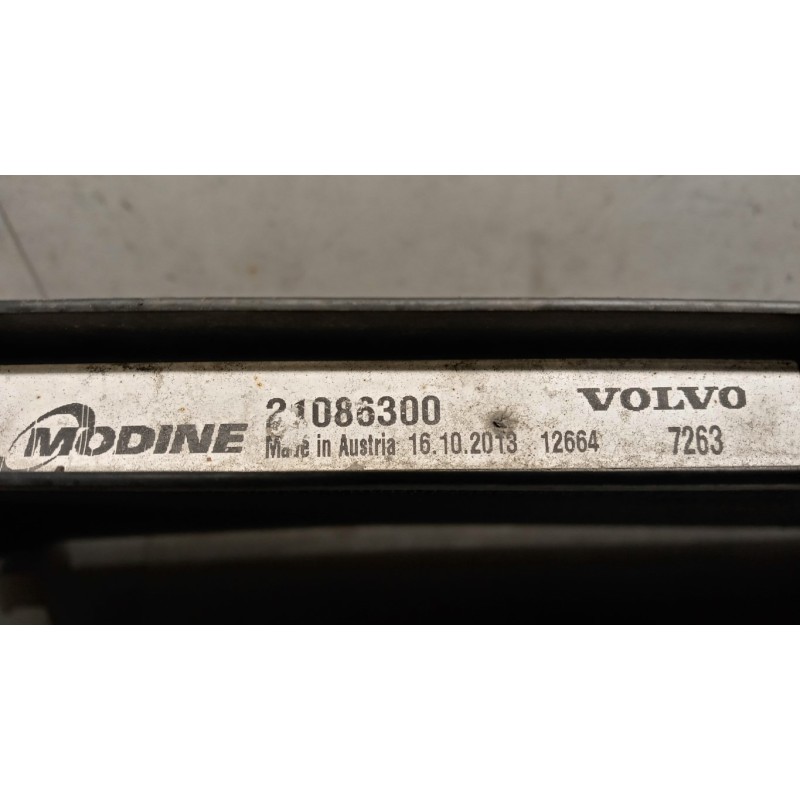 MODINE 21086300 VOLVO
Made in Austria 16.10.2013 12664 7263